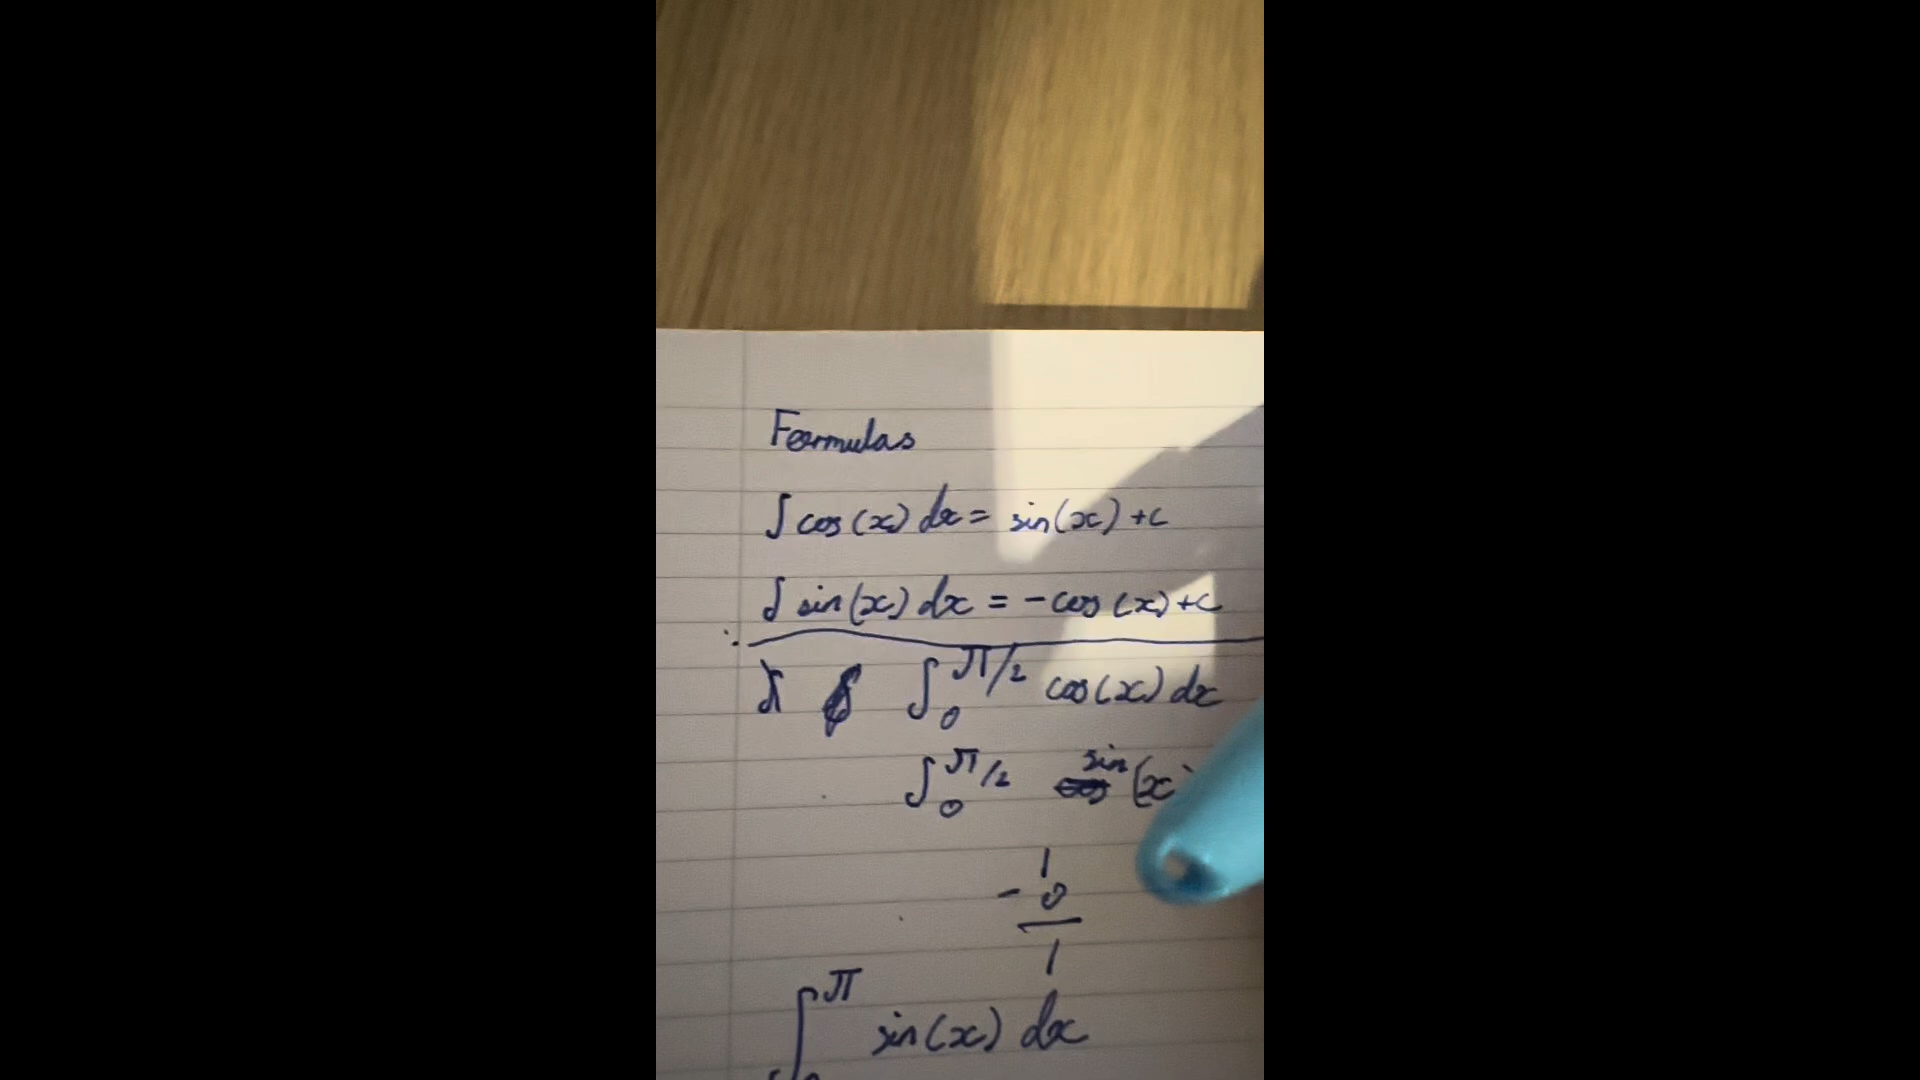 Formulas
∫ cos(x) dx = sin(x) + c
∫ sin(x) dx = -cos(x) + c
∫₀^π/2 cos(x) dx
∫₀^π/2 sin (x)
1
- 0
1
∫ π sin(x) dx